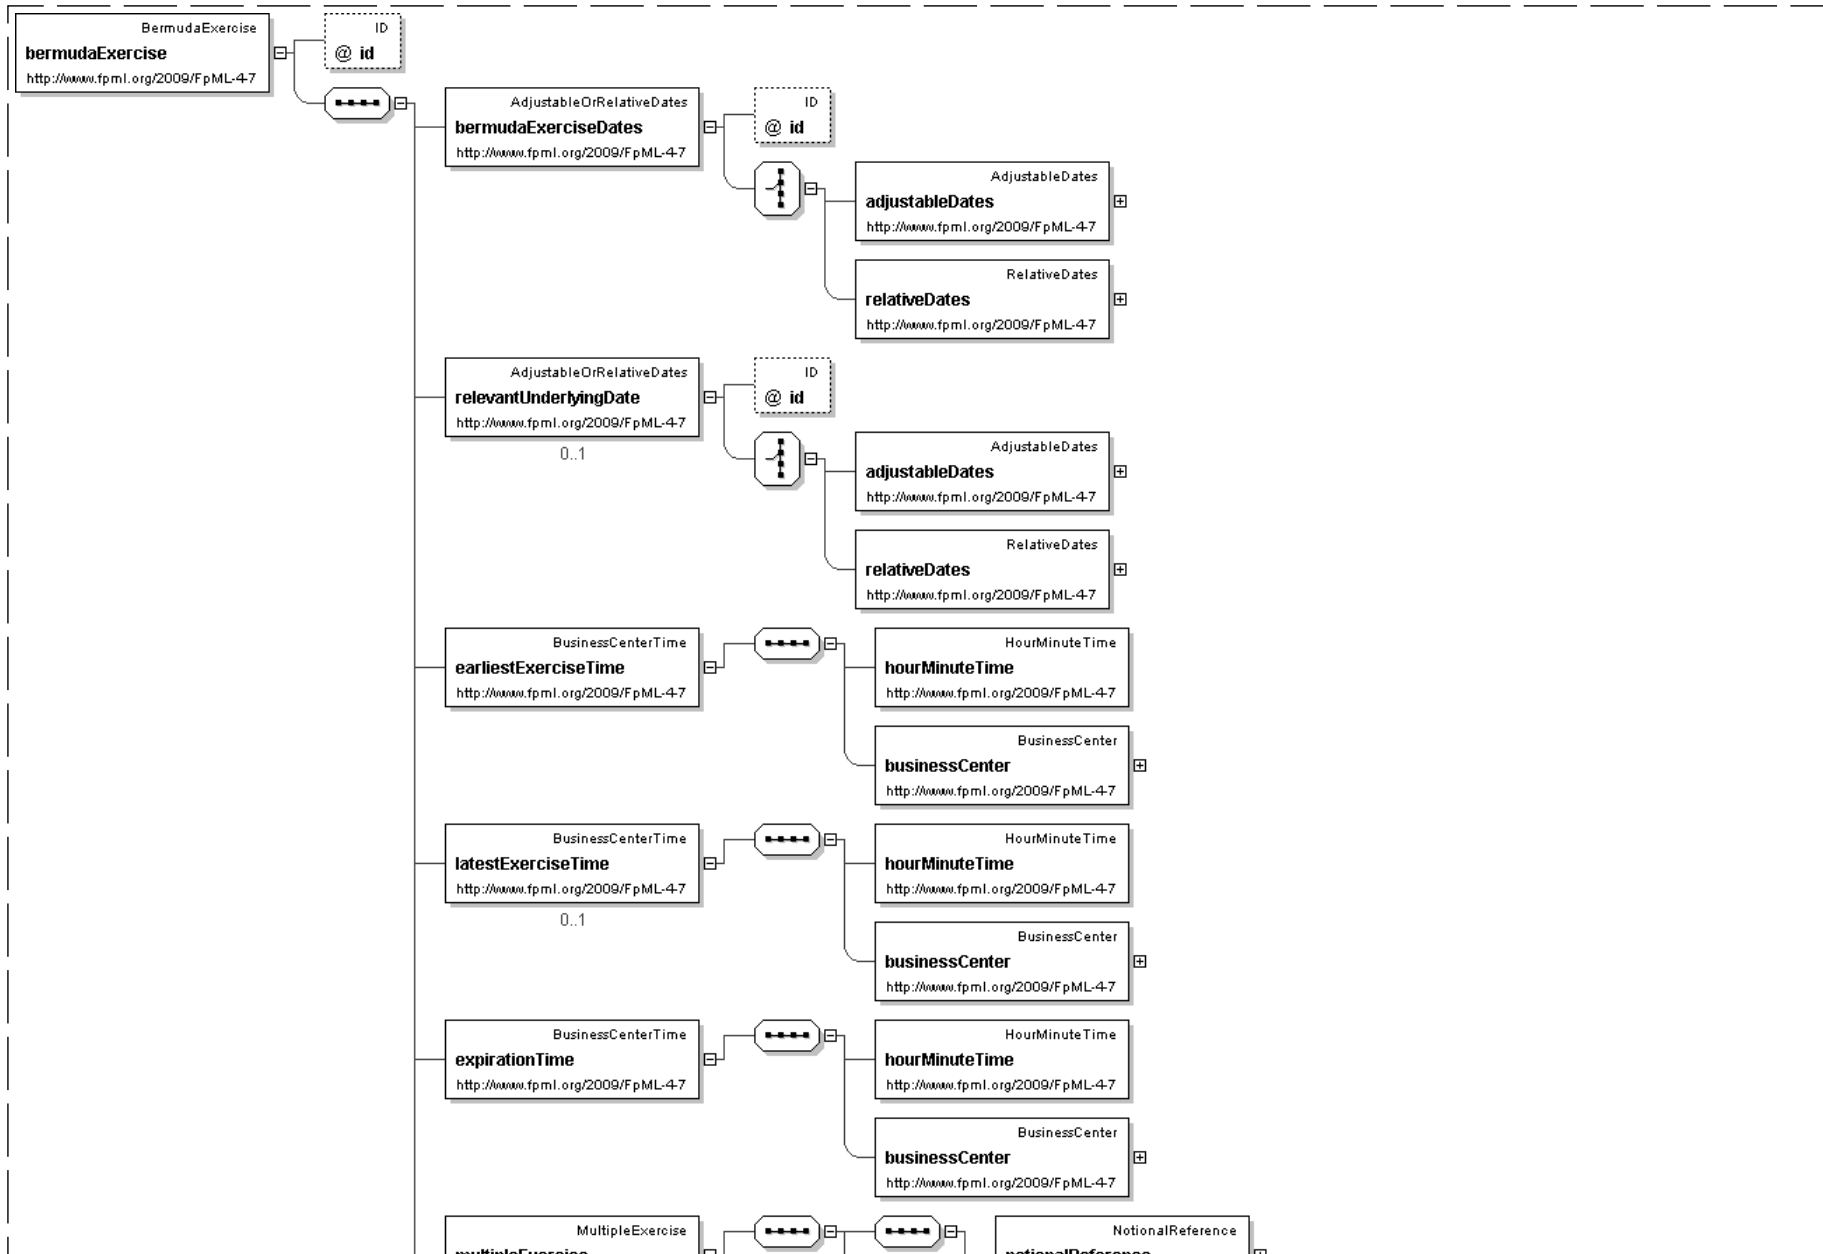 BermudaExercise
bermudaExercise
http://www.fpml.org/2009/FpML-4-7
ID
@ id
AdjustableOrRelativeDates
bermudaExerciseDates
http://www.fpml.org/2009/FpML-4-7
ID
@ id
AdjustableDates
adjustableDates
http://www.fpml.org/2009/FpML-4-7
RelativeDates
relativeDates
http://www.fpml.org/2009/FpML-4-7
AdjustableOrRelativeDates
relevantUnderlyingDate
http://www.fpml.org/2009/FpML-4-7
0..1
ID
@ id
AdjustableDates
adjustableDates
http://www.fpml.org/2009/FpML-4-7
RelativeDates
relativeDates
http://www.fpml.org/2009/FpML-4-7
BusinessCenterTime
earliestExerciseTime
http://www.fpml.org/2009/FpML-4-7
HourMinuteTime
hourMinuteTime
http://www.fpml.org/2009/FpML-4-7
BusinessCenter
businessCenter
http://www.fpml.org/2009/FpML-4-7
BusinessCenterTime
latestExerciseTime
http://www.fpml.org/2009/FpML-4-7
0..1
HourMinuteTime
hourMinuteTime
http://www.fpml.org/2009/FpML-4-7
BusinessCenter
businessCenter
http://www.fpml.org/2009/FpML-4-7
BusinessCenterTime
expirationTime
http://www.fpml.org/2009/FpML-4-7
HourMinuteTime
hourMinuteTime
http://www.fpml.org/2009/FpML-4-7
BusinessCenter
businessCenter
http://www.fpml.org/2009/FpML-4-7
MultipleExercise
multipleExercise
NotionalReference
notionalReference